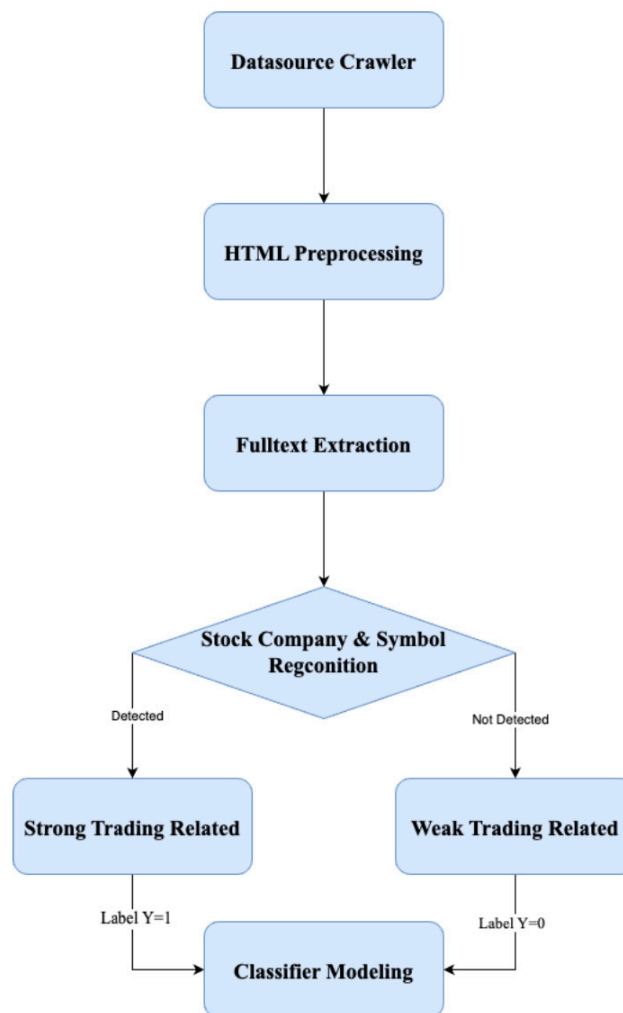 Datasource Crawler
HTML Preprocessing
Fulltext Extraction
Stock Company & Symbol
Regconition
Detected
Not Detected
Strong Trading Related
Weak Trading Related
Label Y=1
Label Y=0
Classifier Modeling